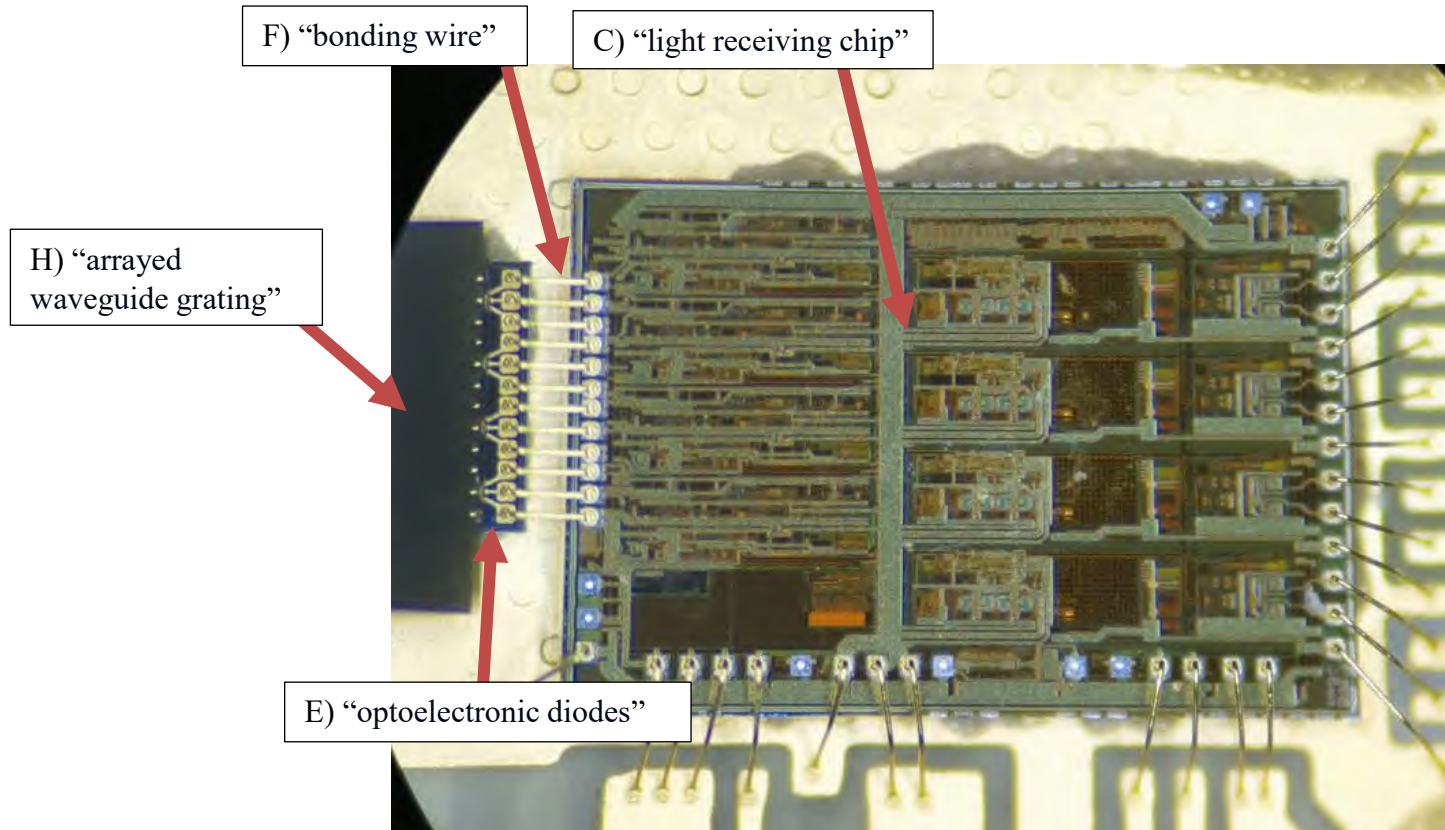 F) “bonding wire”
C) “light receiving chip”
H) “arrayed
waveguide grating”
E) “optoelectronic diodes”